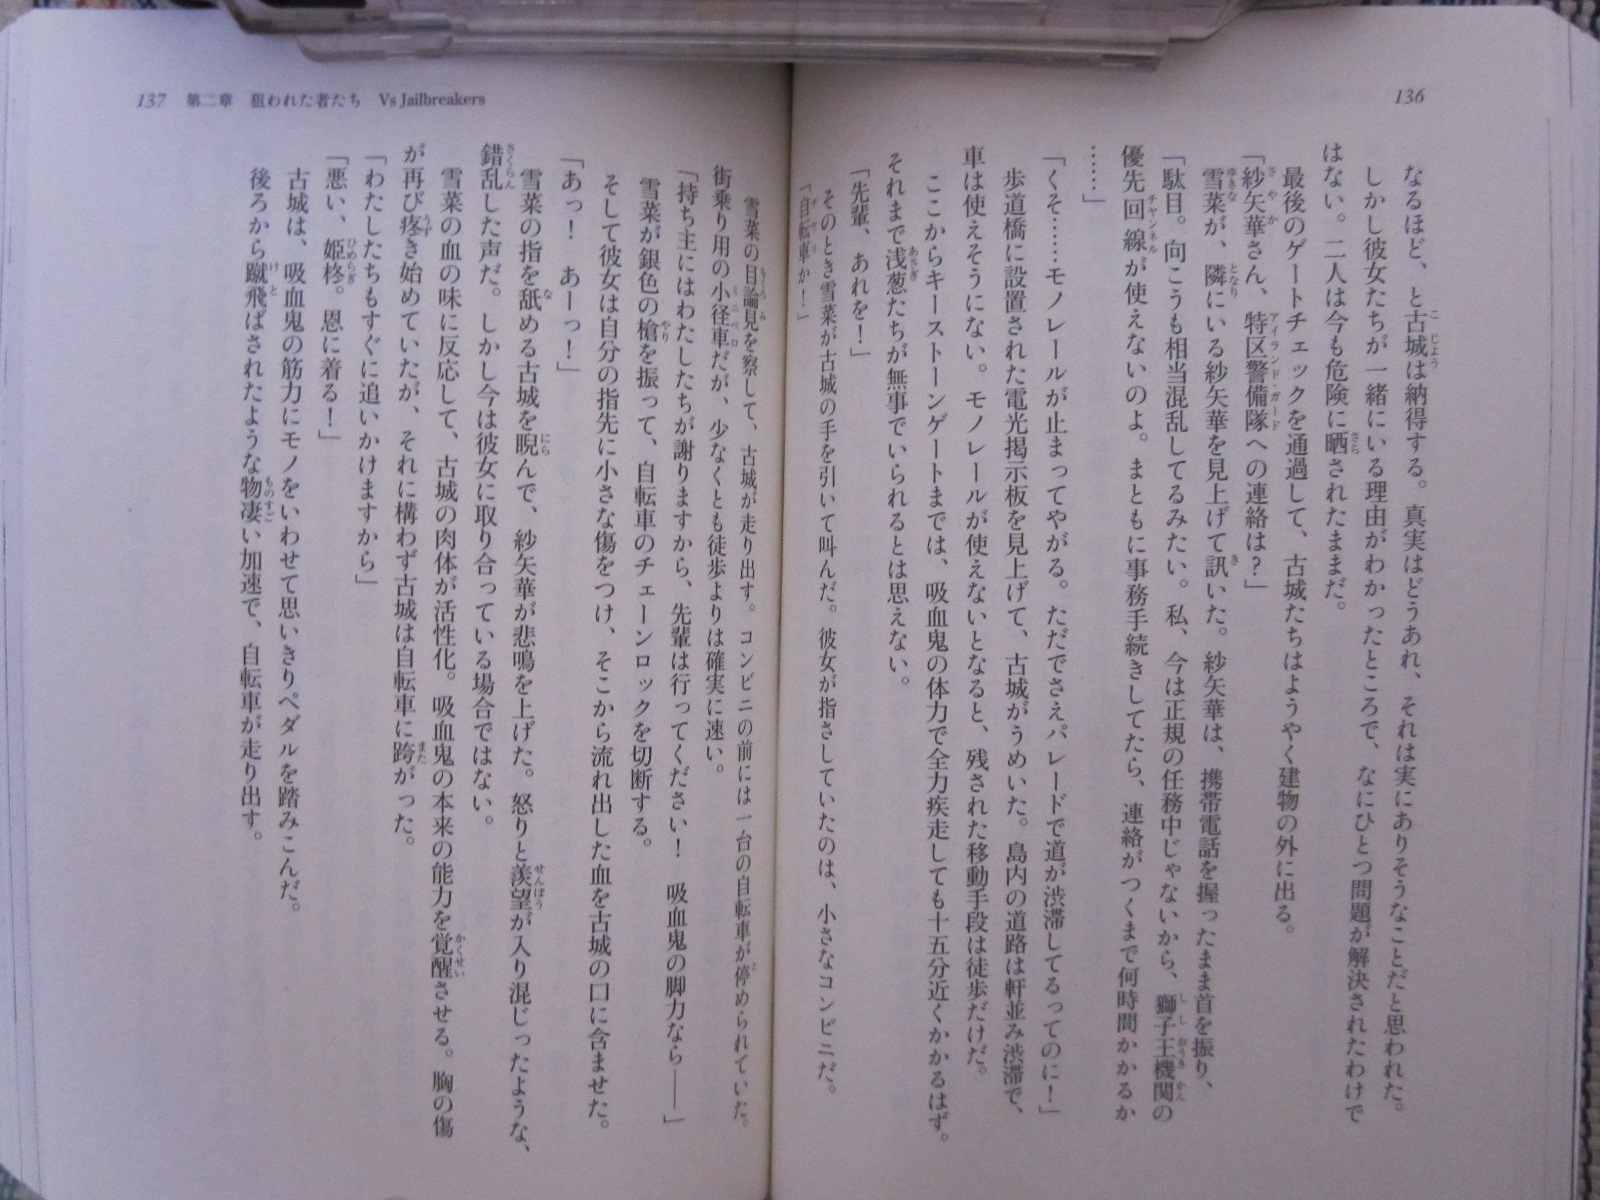 136
なるほど、と古城は納得する。真実はどうあれ、それは実にありそうなことだと思われた。
しかし彼女たちが一緒にいる理由がわかったところで、なにひとつ問題が解決されたわけで
はない。二人は今も危険に晒されたままだ。
最後のゲートチェックを通過して、古城たちはようやく建物の外に出る。
「紗矢華さん、特区警備隊への連絡は？」
雪菜が、隣にいる紗矢華を見上げて訊いた。紗矢華は、携帯電話を握ったまま首を振り、
「駄目。向こうも相当混乱してるみたい。私、今は正規の任務中じゃないから、獅子王機関の
優先回線が使えないのよ。まともに事務手続きしてたら、連絡がつくまで何時間かかるか
……」
「くそ……モノレールが止まってやがる。ただでさえパレードで道が渋滞してるってのに！」
歩道橋に設置された電光掲示板を見上げて、古城がうめいた。島内の道路は軒並み渋滞で、
車は使えそうにない。モノレールが使えないとなると、残された移動手段は徒歩だけだ。
ここからキーストーンゲートまでは、吸血鬼の体力で全力疾走しても十五分近くかかるはず。
それまで浅葱たちが無事でいられるとは思えない。
「先輩、あれを！」
そのとき雪菜が古城の手を引いて叫んだ。彼女が指さしていたのは、小さなコンビニだ。
「自転車か！」
137 第二章 狙われた者たち Vs Jailbreakers
雪菜の目論見を察して、古城が走り出す。コンビニの前には一台の自転車が停められていた。
街乗り用の小径車だが、少なくとも徒歩よりは確実に速い。
「持ち主にはわたしたちが謝りますから、先輩は行ってください！　吸血鬼の脚力なら――」
雪菜が銀色の槍を振って、自転車のチェーンロックを切断する。
そして彼女は自分の指先に小さな傷をつけ、そこから流れ出した血を古城の口に含ませた。
「あっ！　あーっ！」
雪菜の指を舐める古城を睨んで、紗矢華が悲鳴を上げた。怒りと羨望が入り混じったような、
錯乱した声だ。しかし今は彼女に取り合っている場合ではない。
雪菜の血の味に反応して、古城の肉体が活性化。吸血鬼の本来の能力を覚醒させる。胸の傷
が再び疼き始めていたが、それに構わず古城は自転車に跨がった。
「わたしたちもすぐに追いかけますから」
「悪い、姫柊。恩に着る！」
古城は、吸血鬼の筋力にモノをいわせて思いきりペダルを踏みこんだ。
後ろから蹴飛ばされたような物凄い加速で、自転車が走り出す。